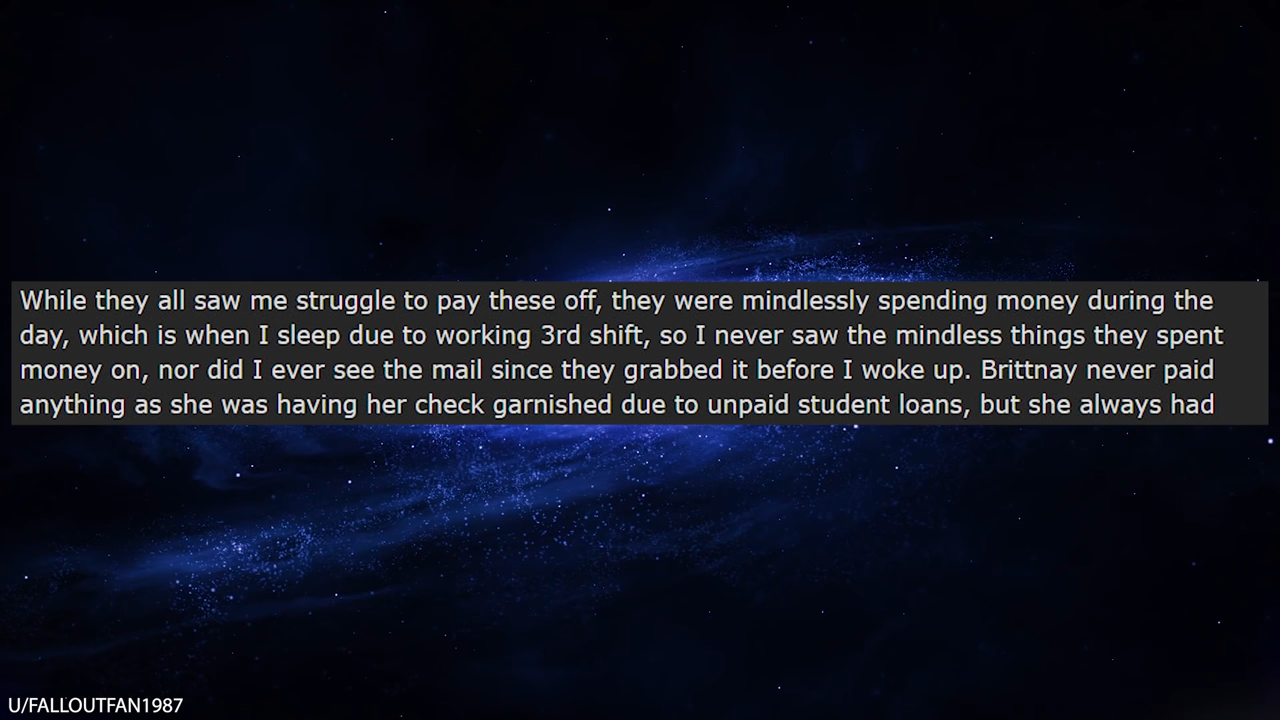 While they all saw me struggle to pay these off, they were mindlessly spending money during the
day, which is when I sleep due to working 3rd shift, so I never saw the mindless things they spent
money on, nor did I ever see the mail since they grabbed it before I woke up. Brittnay never paid
anything as she was having her check garnished due to unpaid student loans, but she always had
U/FALLOUTFAN1987